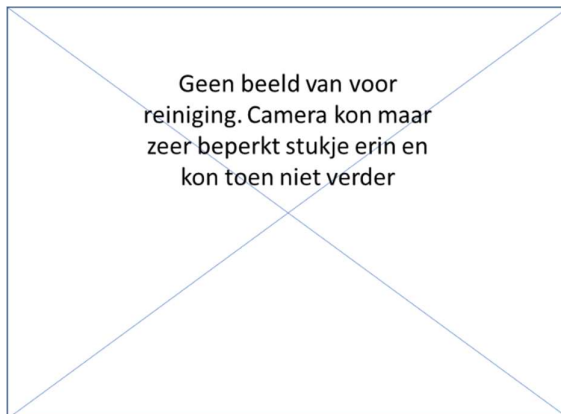 Geen beeld van voor
reiniging. Camera kon maar
zeer beperkt stukje erin en
kon toen niet verder